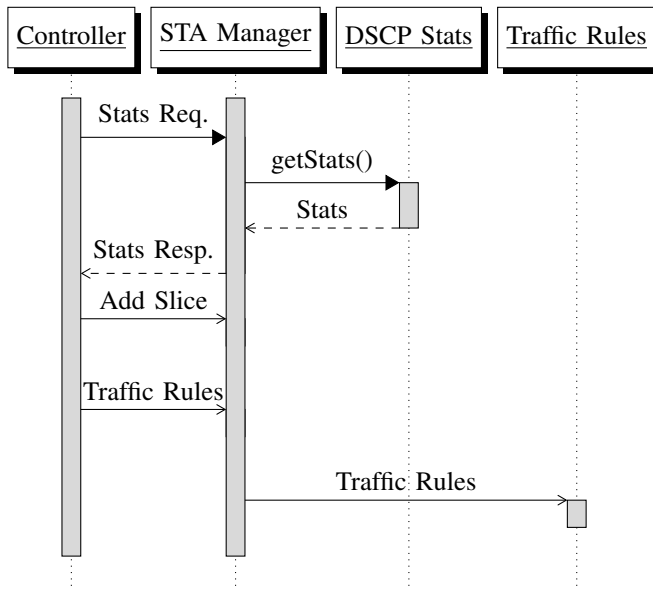 Controller
STA Manager
DSCP Stats
Traffic Rules
Stats Req.
getStats()
Stats
Stats Resp.
Add Slice
Traffic Rules
Traffic Rules